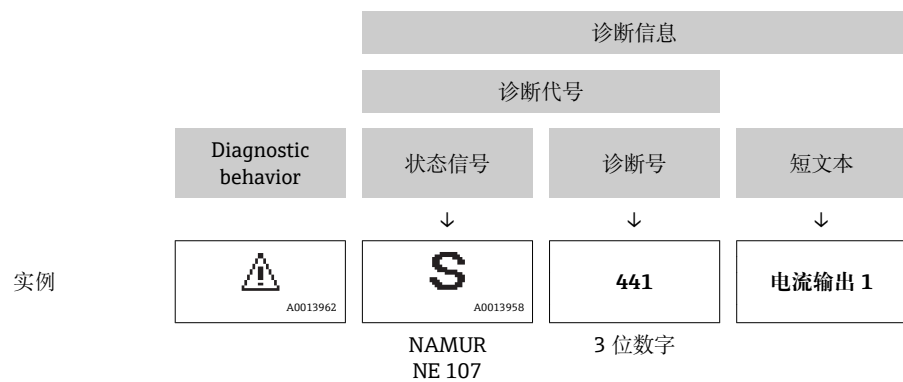 诊断信息
诊断代号
Diagnostic
behavior
状态信号
诊断号
短文本
↓ ↓ ↓
实例
A0013962
S
A0013958
441
电流输出 1
NAMUR
NE 107
3 位数字